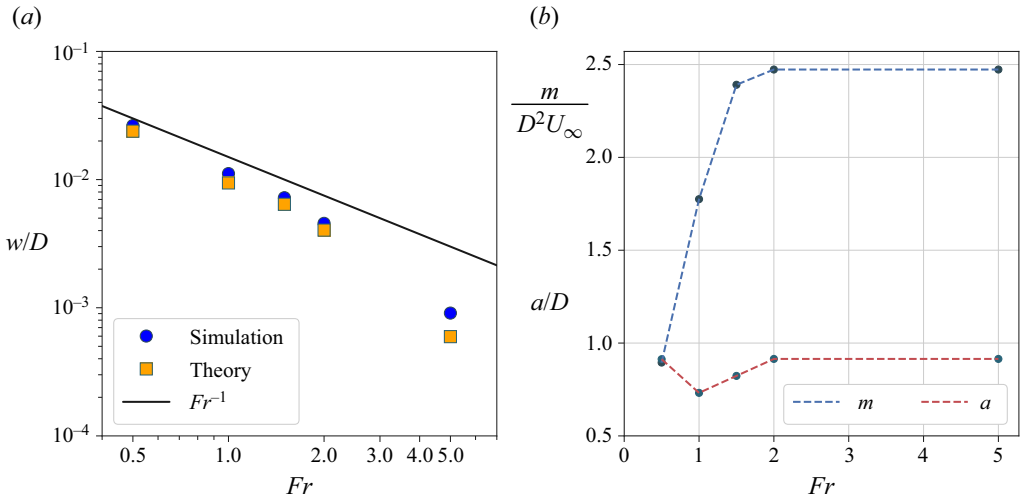 (a)
10⁻¹
10⁻²
10⁻³
10⁻⁴
w/D
Simulation
Theory
Fr⁻¹
0.5 1.0 2.0 3.0 4.0 5.0
Fr
(b)
m
D²U∞
a/D
2.5
2.0
1.5
1.0
0.5
m a
0 1 2 3 4 5
Fr